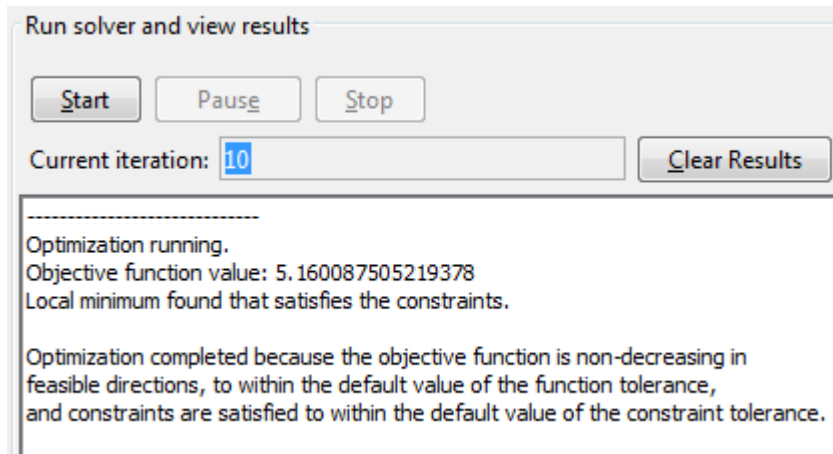 Run solver and view results
Start Pause Stop
Current iteration: 10 Clear Results
------------------------------
Optimization running.
Objective function value: 5.160087505219378
Local minimum found that satisfies the constraints.
Optimization completed because the objective function is non-decreasing in
feasible directions, to within the default value of the function tolerance,
and constraints are satisfied to within the default value of the constraint tolerance.